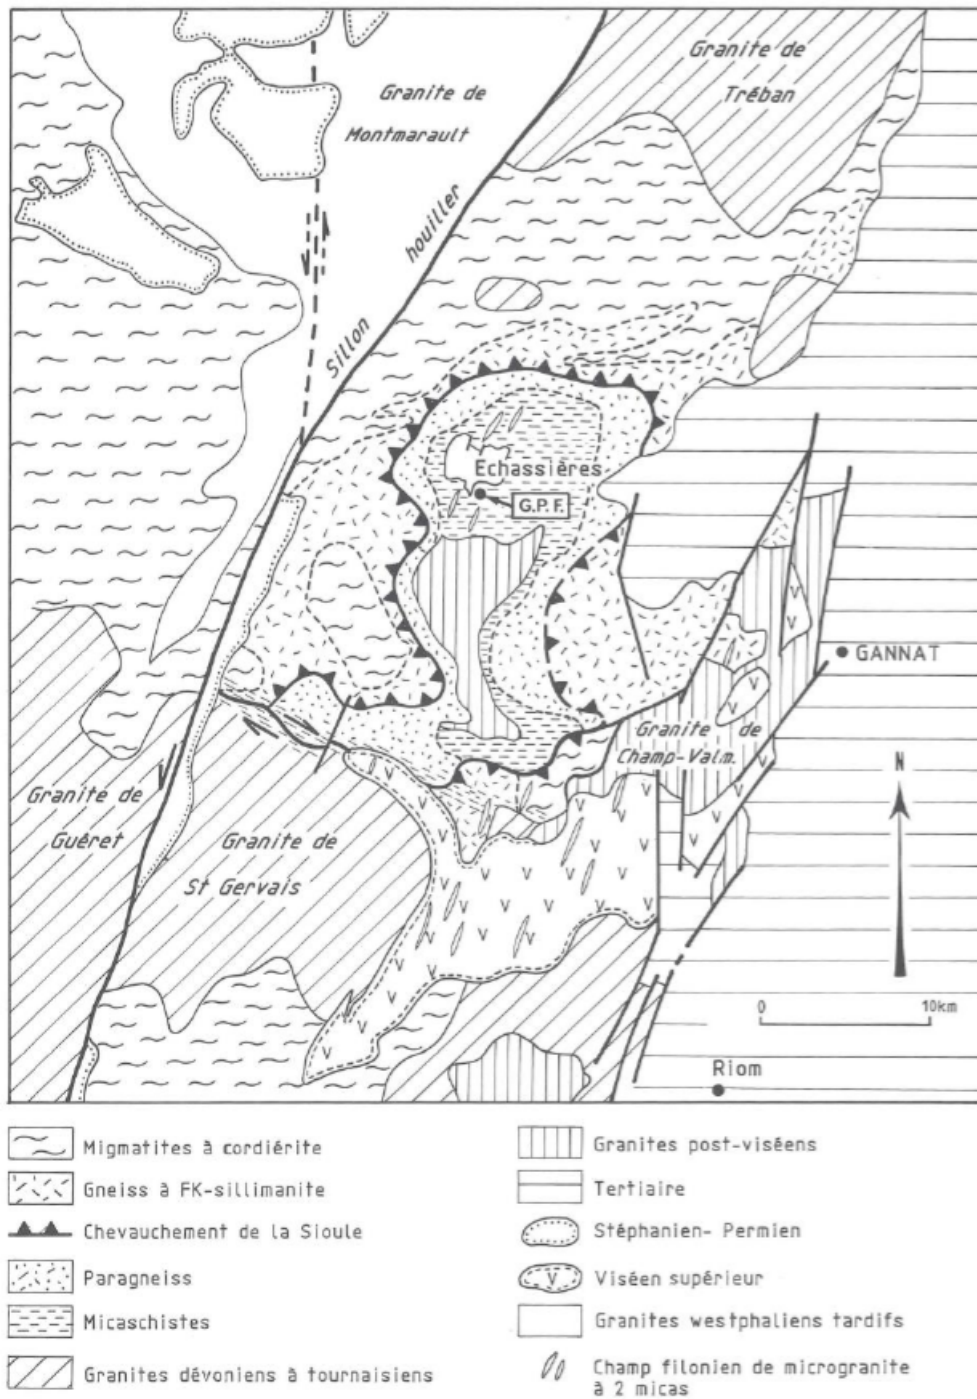 Granite de
Tréban
Granite de
Montmarault
Sillon houiller
Echassières
G.P.F.
GANNAT
Granite de
Champ-Valm.
N
Granite de
Guéret
Granite de
St Gervais
0 10km
Riom
Migmatites à cordiérite
Gneiss à FK-sillimanite
Chevauchement de la Sioule
Paragneiss
Micaschistes
Granites dévoniens à tournaisiens
Granites post-viséens
Tertiaire
Stéphanien- Permien
V Viséen supérieur
Granites westphaliens tardifs
Champ filonien de microgranite
à 2 micas